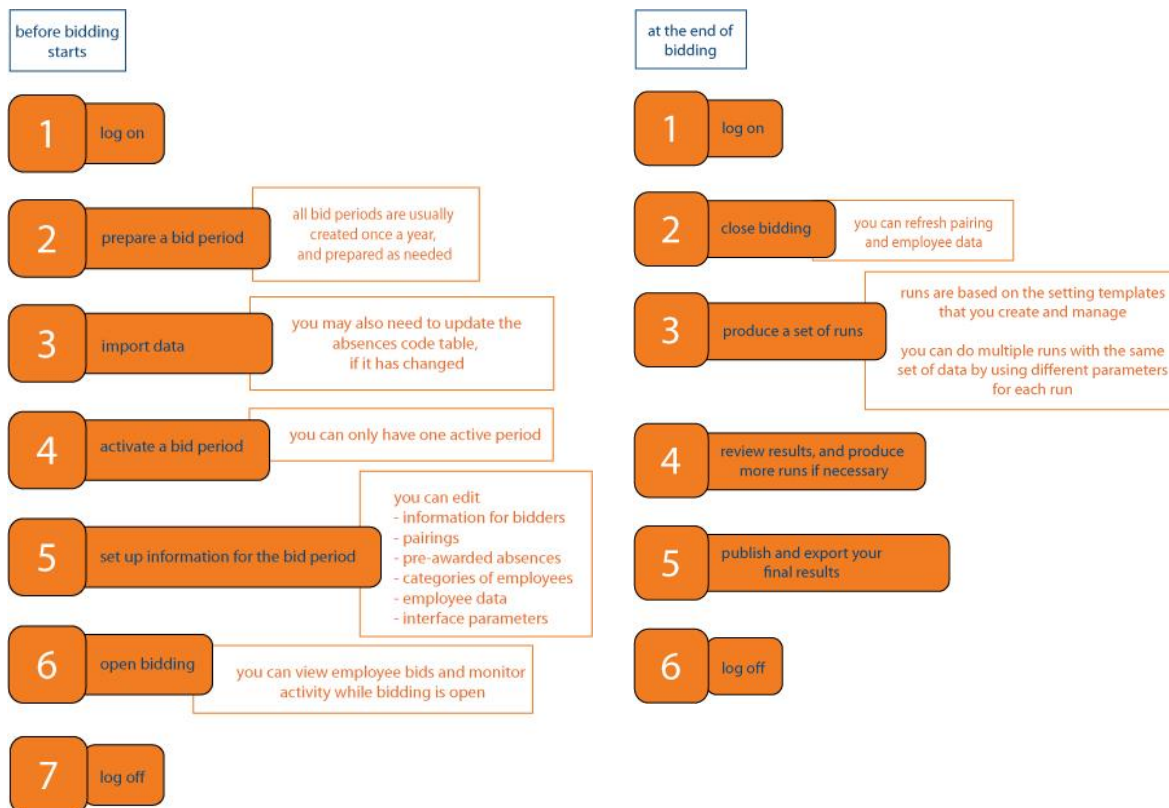 before bidding
starts
1
log on
2
prepare a bid period
all bid periods are usually
created once a year,
and prepared as needed
3
import data
you may also need to update the
absences code table,
if it has changed
4
activate a bid period
you can only have one active period
5
set up information for the bid period
you can edit
- information for bidders
- pairings
- pre-awarded absences
- categories of employees
- employee data
- interface parameters
6
open bidding
you can view employee bids and monitor
activity while bidding is open
7
log off
at the end of
bidding
1
log on
2
close bidding
you can refresh pairing
and employee data
3
produce a set of runs
runs are based on the setting templates
that you create and manage
you can do multiple runs with the same
set of data by using different parameters
for each run
4
review results, and produce
more runs if necessary
5
publish and export your
final results
6
log off